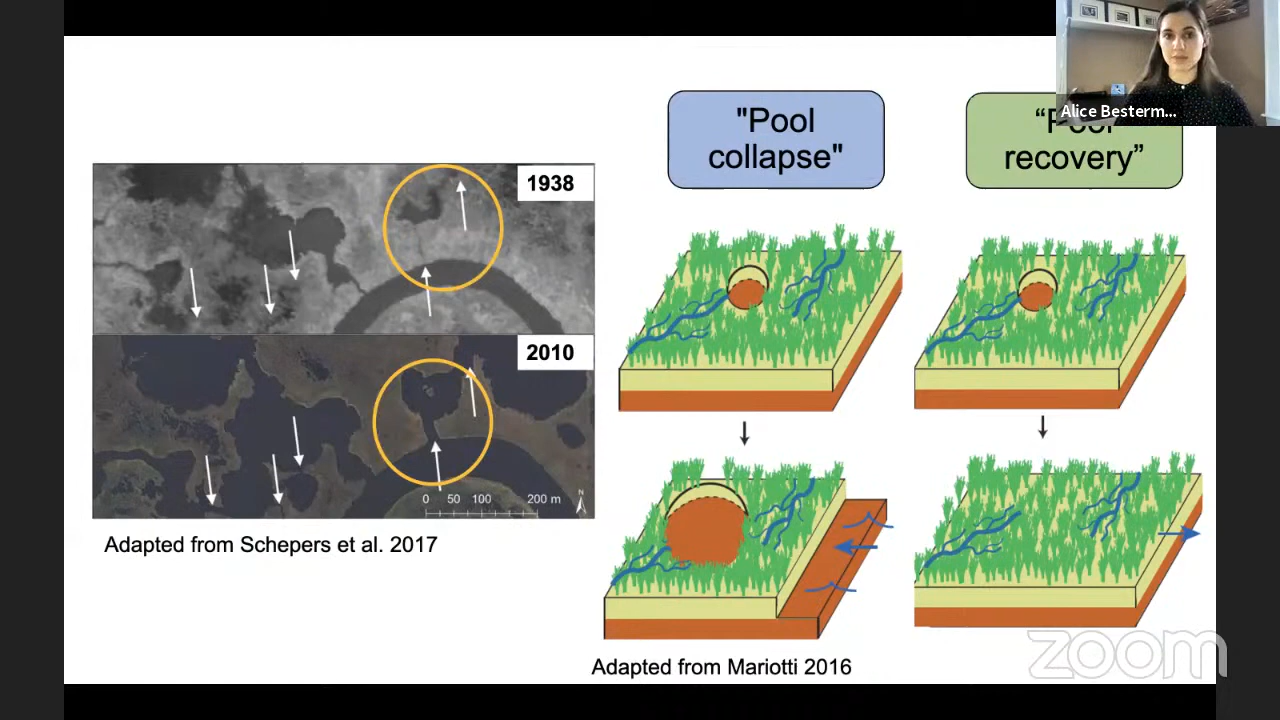 "Pool
collapse"
“Pool
recovery”
Alice Besterm...
1938
2010
0 50 100 200 m
N
Adapted from Schepers et al. 2017
Adapted from Mariotti 2016
zoom